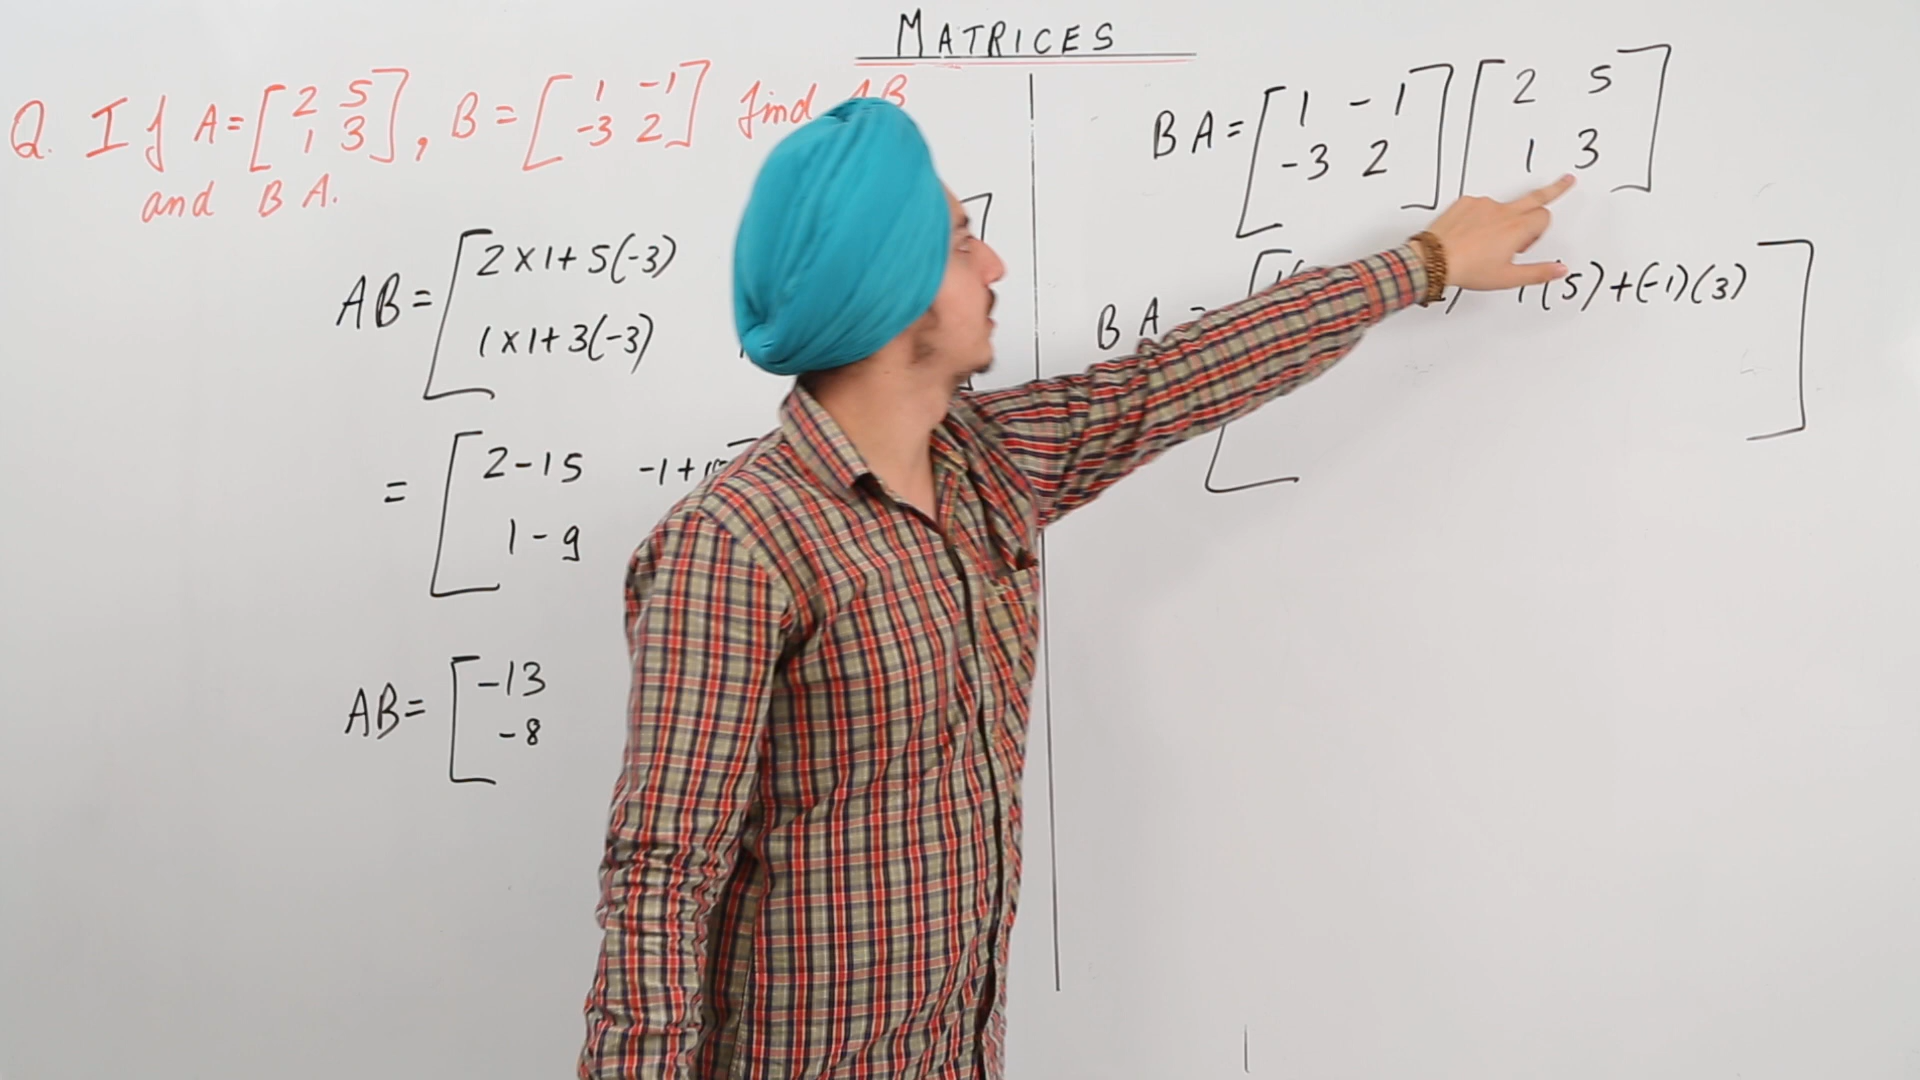 MATRICES
Q. If A = [2 5
1 3], B = [1 -1
-3 2] find AB
and BA.
AB = [2×1+5(-3)
1×1+3(-3)
= [2-15 -1+
1-9
AB = [-13
-8
BA = [1 -1
-3 2] [2 5
1 3]
BA = [ (5)+(-1)(3)
]